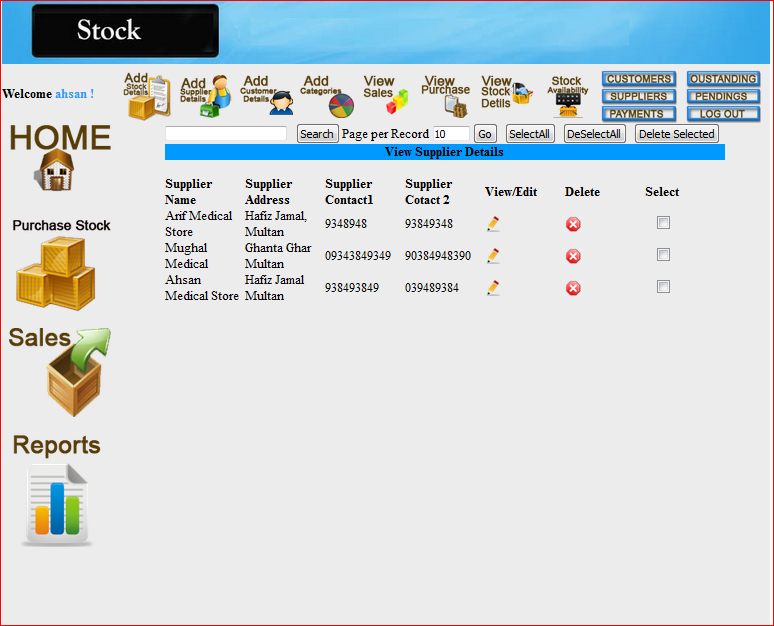 Stock
Welcome ahsan !
Add Stock Details
Add Supplier Details
Add Customer Details
Add Categories
View Sales
View Purchase
View Stock Detils
Stock Availability
CUSTOMERS
OUSTANDING
SUPPLIERS
PENDINGS
PAYMENTS
LOG OUT
HOME
Purchase Stock
Sales
Reports
Search Page per Record 10 Go SelectAll DeSelectAll Delete Selected
View Supplier Details
Supplier Name Supplier Address Supplier Contact1 Supplier Cotact 2 View/Edit Delete Select
Arif Medical Store Hafiz Jamal, Multan 9348948 93849348
Mughal Medical Ghanta Ghar Multan 09343849349 90384948390
Ahsan Medical Store Hafiz Jamal Multan 938493849 039489384